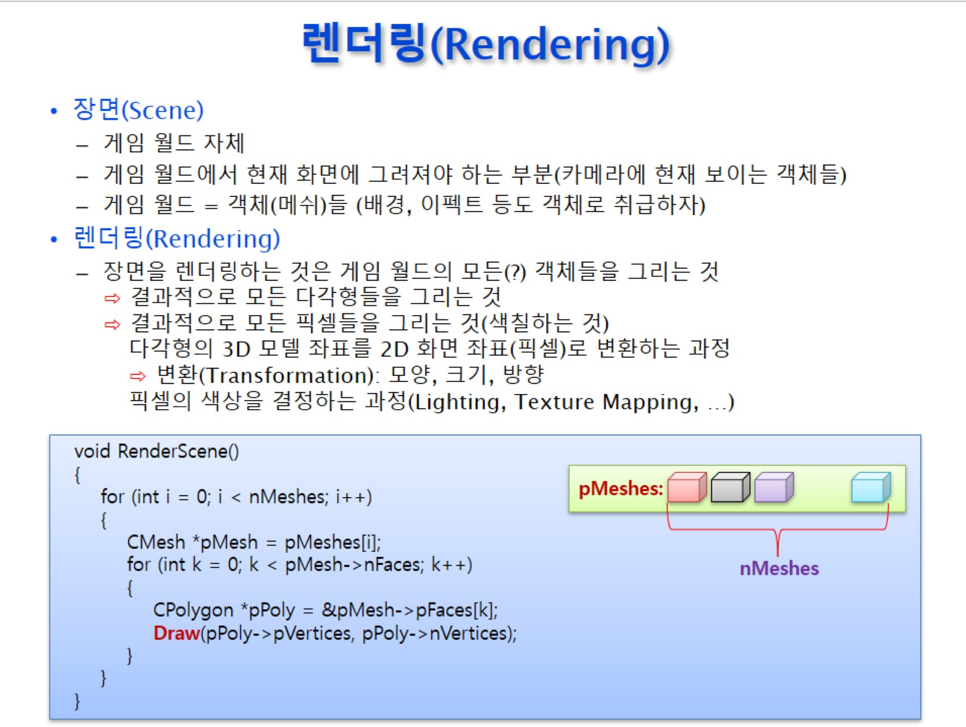 렌더링(Rendering)
• 장면(Scene)
– 게임 월드 자체
– 게임 월드에서 현재 화면에 그려져야 하는 부분(카메라에 현재 보이는 객체들)
– 게임 월드 = 객체(메쉬)들 (배경, 이펙트 등도 객체로 취급하자)
• 렌더링(Rendering)
– 장면을 렌더링하는 것은 게임 월드의 모든(?) 객체들을 그리는 것
⇨ 결과적으로 모든 다각형들을 그리는 것
⇨ 결과적으로 모든 픽셀들을 그리는 것(색칠하는 것)
다각형의 3D 모델 좌표를 2D 화면 좌표(픽셀)로 변환하는 과정
⇨ 변환(Transformation): 모양, 크기, 방향
픽셀의 색상을 결정하는 과정(Lighting, Texture Mapping, …)
void RenderScene()
{
for (int i = 0; i < nMeshes; i++)
{
CMesh *pMesh = pMeshes[i];
for (int k = 0; k < pMesh->nFaces; k++)
{
CPolygon *pPoly = &pMesh->pFaces[k];
Draw(pPoly->pVertices, pPoly->nVertices);
}
}
}
pMeshes:
nMeshes